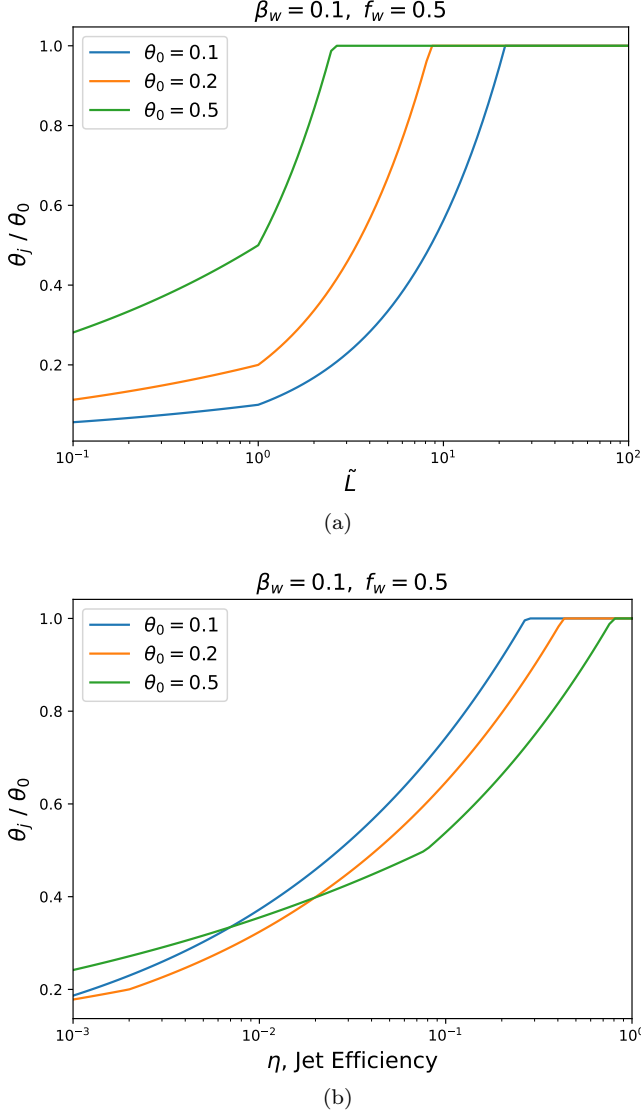 β_w = 0.1, f_w = 0.5
θ_0 = 0.1
θ_0 = 0.2
θ_0 = 0.5
1.0
0.8
0.6
0.4
0.2
θ_j / θ_0
10^−1
10^0
10^1
10^2
L̃
(a)
β_w = 0.1, f_w = 0.5
θ_0 = 0.1
θ_0 = 0.2
θ_0 = 0.5
1.0
0.8
0.6
0.4
0.2
θ_j / θ_0
10^−3
10^−2
10^−1
10^0
η, Jet Efficiency
(b)